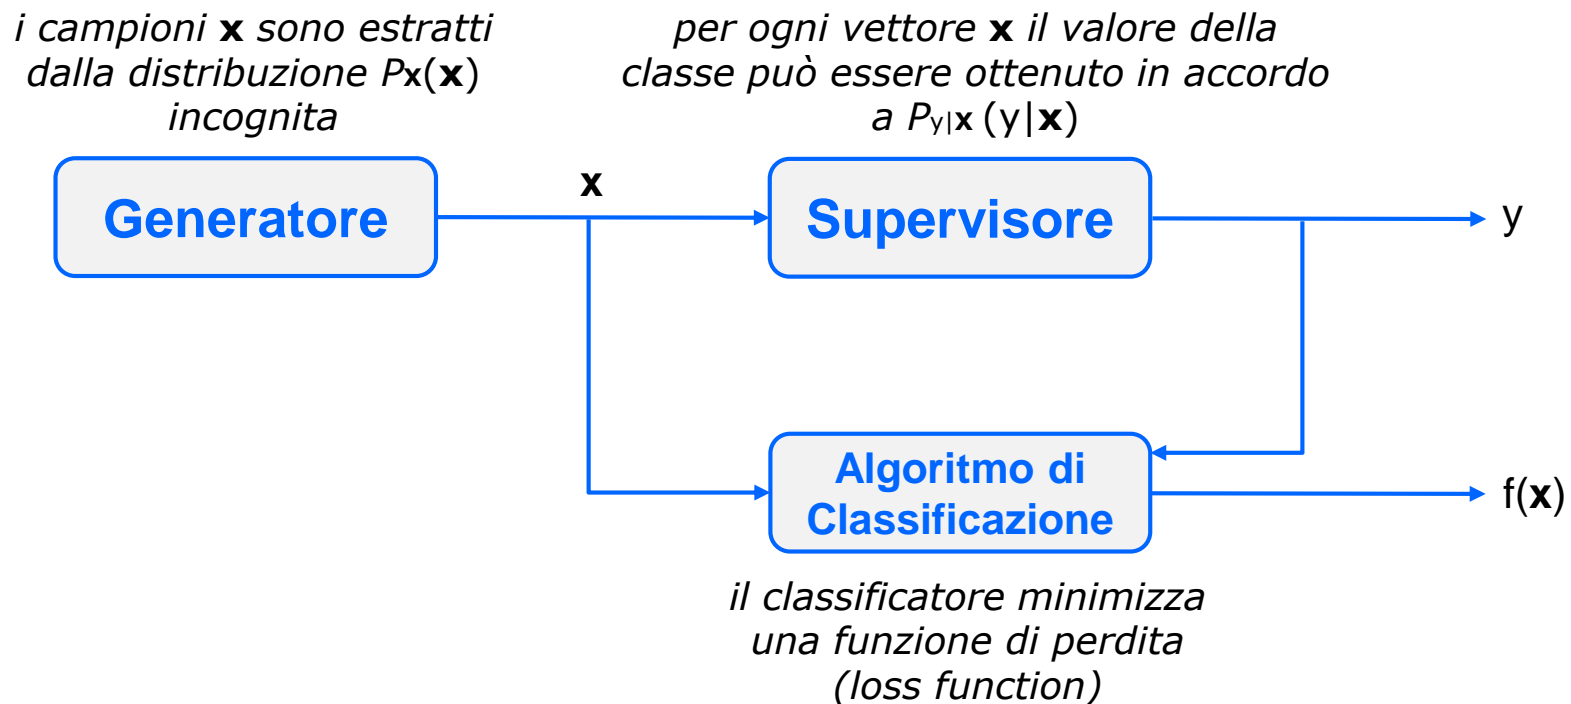 i campioni x sono estratti
dalla distribuzione Px(x)
incognita
per ogni vettore x il valore della
classe può essere ottenuto in accordo
a Py|x (y|x)
Generatore
x
Supervisore
y
Algoritmo di
Classificazione
f(x)
il classificatore minimizza
una funzione di perdita
(loss function)